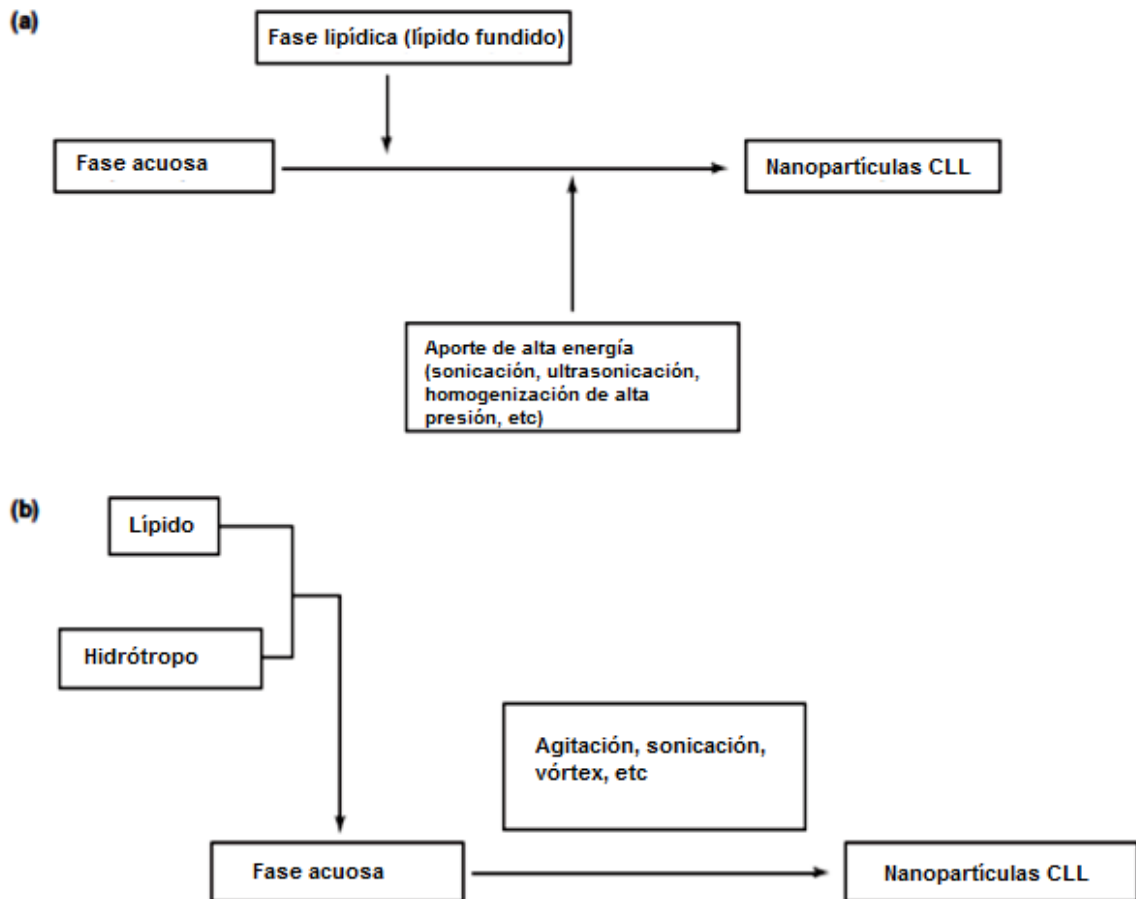 (a)
Fase lipídica (lípido fundido)
Fase acuosa
Nanopartículas CLL
Aporte de alta energía
(sonicación, ultrasonicación,
homogenización de alta
presión, etc)
(b)
Lípido
Hidrótropo
Agitación, sonicación,
vórtex, etc
Fase acuosa
Nanopartículas CLL